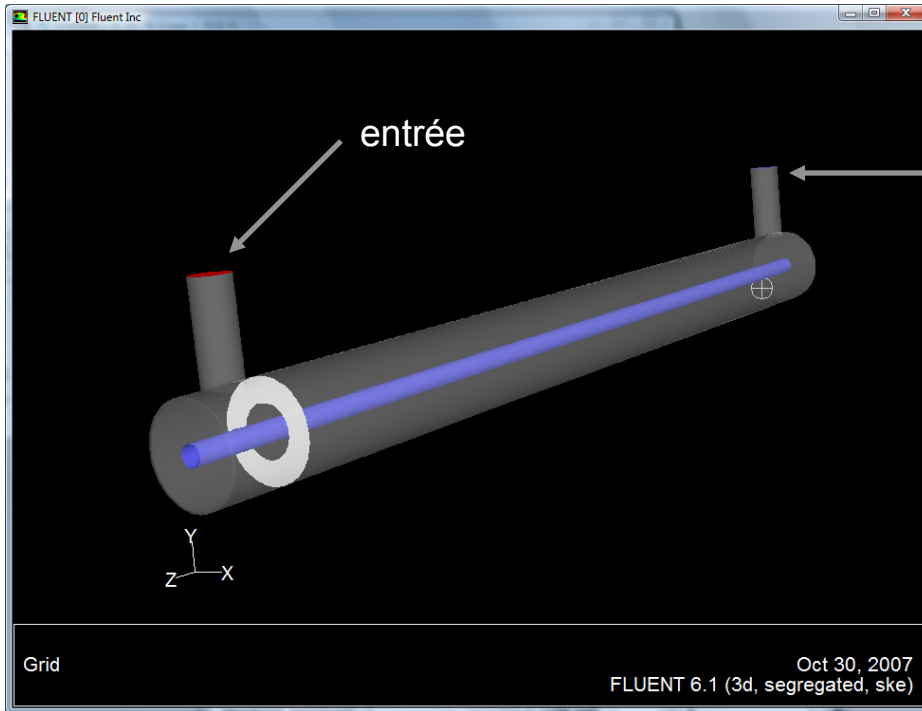 FLUENT [0] Fluent Inc
entrée
Y
Z
X
Grid
Oct 30, 2007
FLUENT 6.1 (3d, segregated, ske)